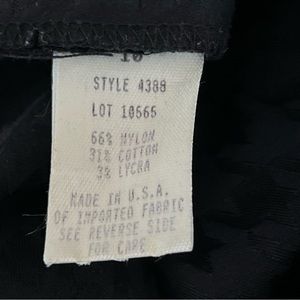 10
STYLE 4388
LOT 10565
66% NYLON
31% COTTON
3% LYCRA
MADE IN U.S.A.
OF IMPORTED FABRIC
SEE REVERSE SIDE
FOR CARE